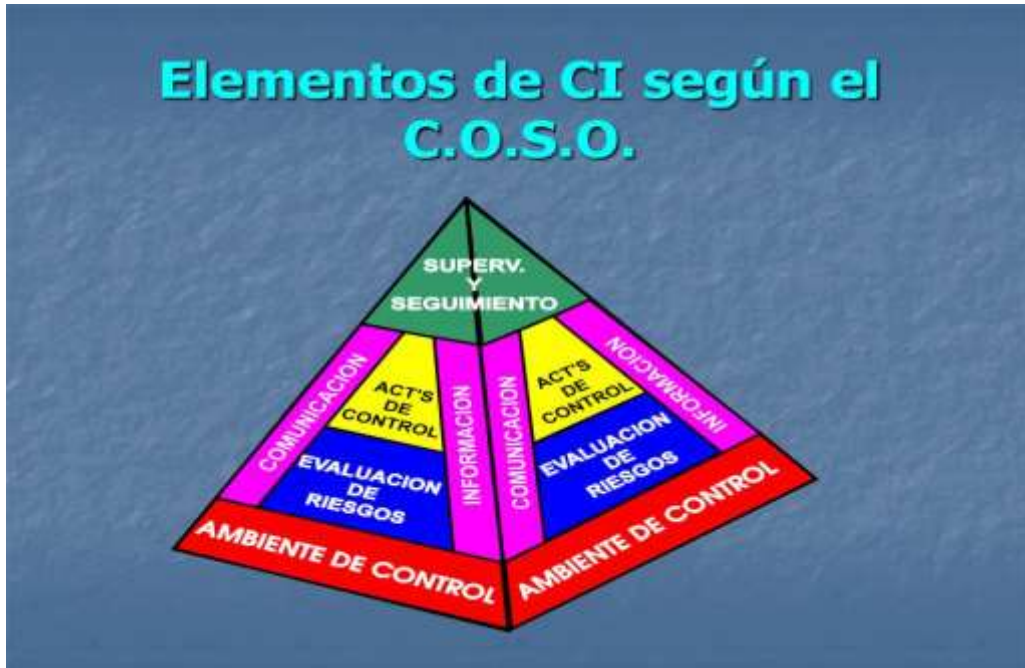 Elementos de CI según el
C.O.S.O.
SUPERV.
Y
SEGUIMIENTO
COMUNICACION
ACT'S
DE
CONTROL
INFORMACION
COMUNICACION
ACT'S
DE
CONTROL
INFORMACION
EVALUACION
DE
RIESGOS
EVALUACION
DE
RIESGOS
AMBIENTE DE CONTROL
AMBIENTE DE CONTROL